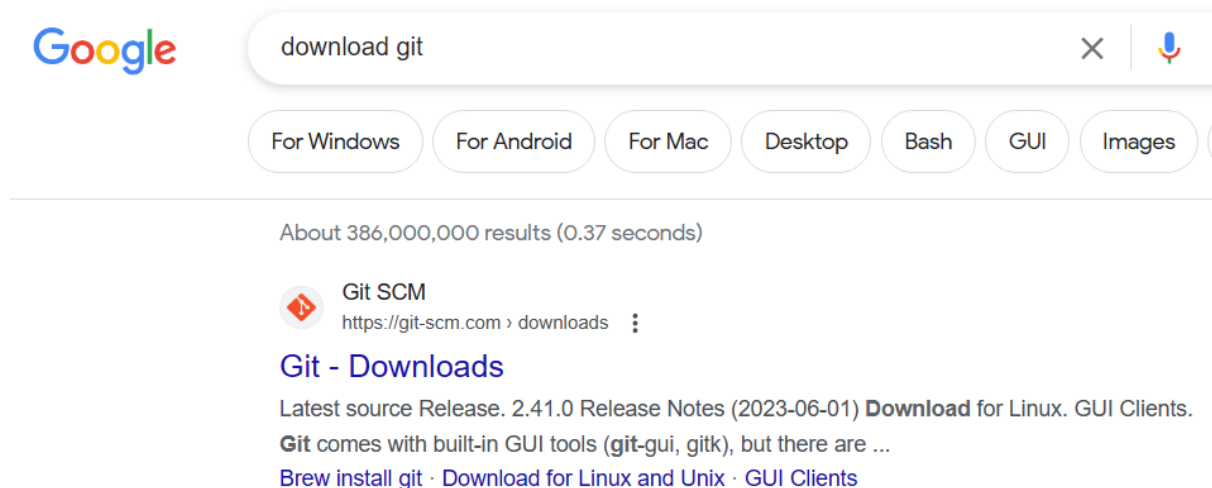 Google
download git
For Windows For Android For Mac Desktop Bash GUI Images
About 386,000,000 results (0.37 seconds)
Git SCM
https://git-scm.com › downloads
Git - Downloads
Latest source Release. 2.41.0 Release Notes (2023-06-01) Download for Linux. GUI Clients.
Git comes with built-in GUI tools (git-gui, gitk), but there are ...
Brew install git · Download for Linux and Unix · GUI Clients